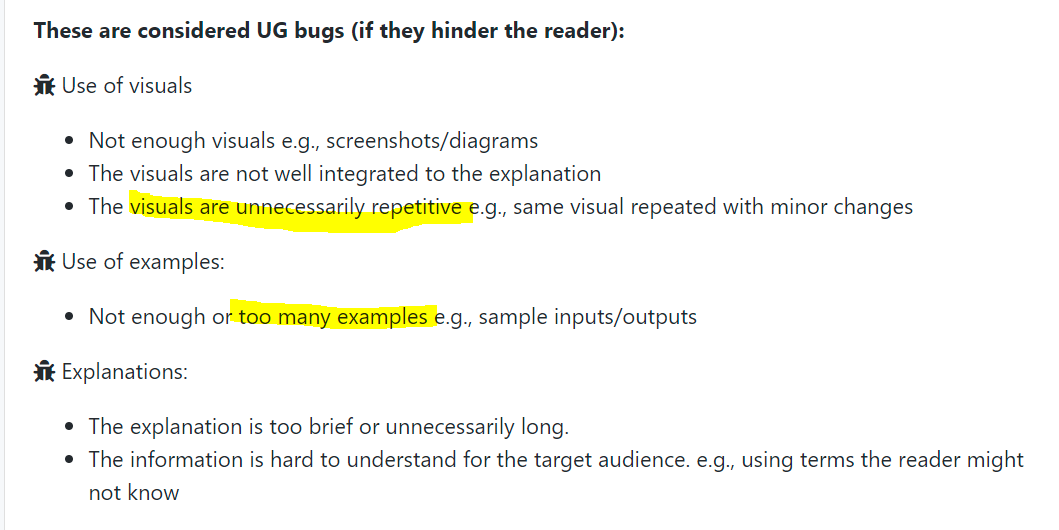 These are considered UG bugs (if they hinder the reader):
Use of visuals
Not enough visuals e.g., screenshots/diagrams
The visuals are not well integrated to the explanation
The visuals are unnecessarily repetitive e.g., same visual repeated with minor changes
Use of examples:
Not enough or too many examples e.g., sample inputs/outputs
Explanations:
The explanation is too brief or unnecessarily long.
The information is hard to understand for the target audience. e.g., using terms the reader might
not know